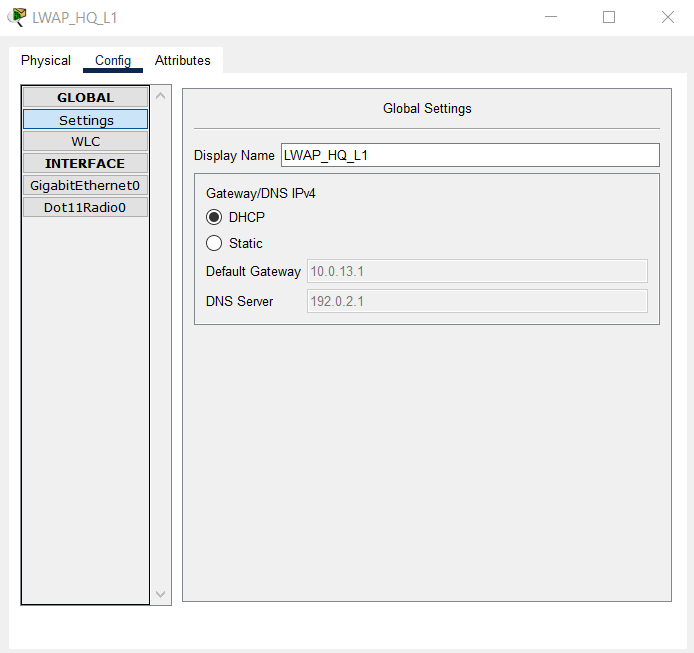 LWAP_HQ_L1
Physical Config Attributes
GLOBAL
Settings
WLC
INTERFACE
GigabitEthernet0
Dot11Radio0
Global Settings
Display Name LWAP_HQ_L1
Gateway/DNS IPv4
DHCP
Static
Default Gateway 10.0.13.1
DNS Server 192.0.2.1